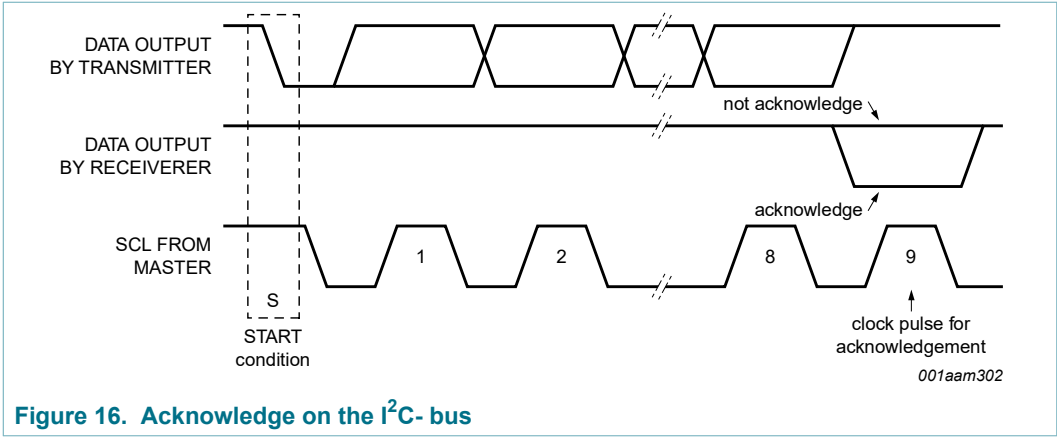 DATA OUTPUT
BY TRANSMITTER
not acknowledge
DATA OUTPUT
BY RECEIVERER
acknowledge
SCL FROM
MASTER
1
2
8
9
S
START
condition
clock pulse for
acknowledgement
001aam302
Figure 16. Acknowledge on the I²C- bus